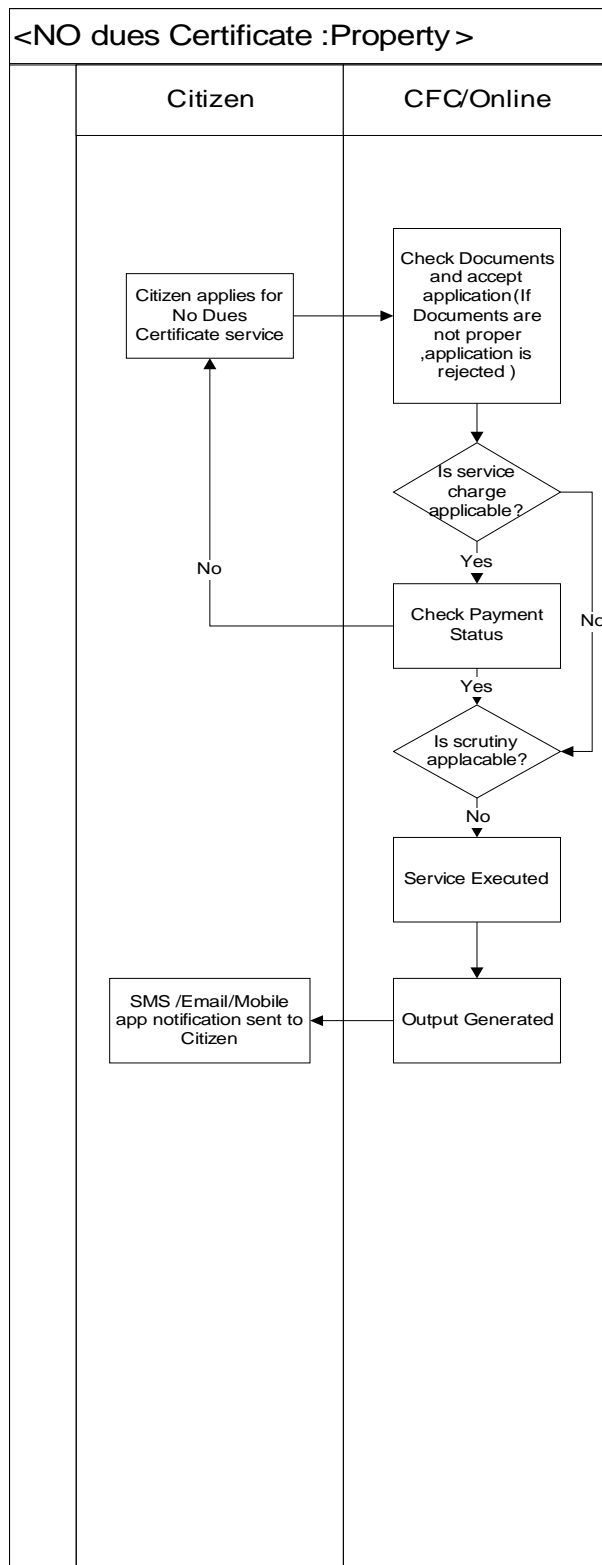 <NO dues Certificate :Property>
Citizen
CFC/Online
Citizen applies for
No Dues
Certificate service
Check Documents
and accept
application(If
Documents are
not proper
,application is
rejected )
Is service
charge
applicable?
Yes
No
No
Check Payment
Status
Yes
Is scrutiny
applacable?
No
Service Executed
SMS /Email/Mobile
app notification sent to
Citizen
Output Generated